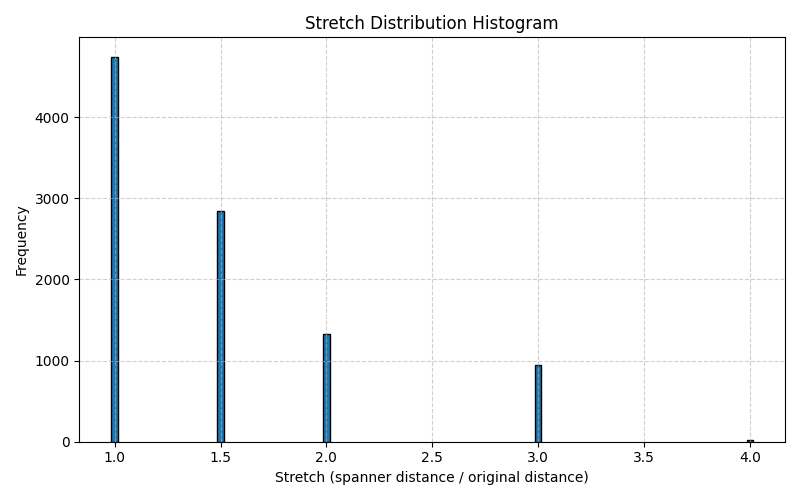 Stretch Distribution Histogram
Frequency
4000
3000
2000
1000
0
1.0 1.5 2.0 2.5 3.0 3.5 4.0
Stretch (spanner distance / original distance)